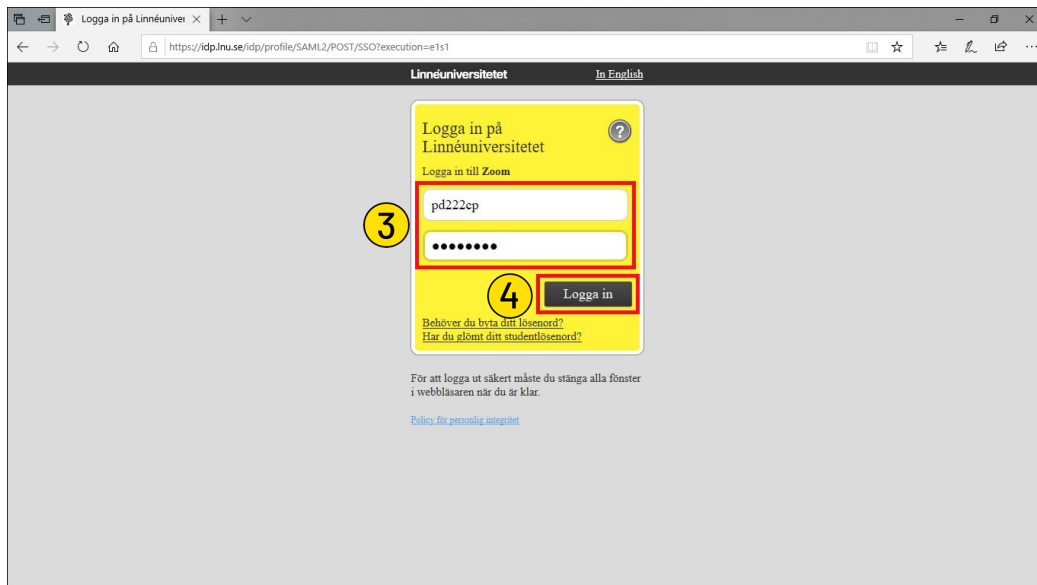 Logga in på Linnéuniver
https://idp.lnu.se/idp/profile/SAML2/POST/SSO?execution=e1s1
Linnéuniversitetet In English
Logga in på
Linnéuniversitetet
?
Logga in till Zoom
pd222ep
3
4
Logga in
Behöver du byta ditt lösenord?
Har du glömt ditt studentlösenord?
För att logga ut säkert måste du stänga alla fönster
i webbläsaren när du är klar.
Policy för personlig integritet